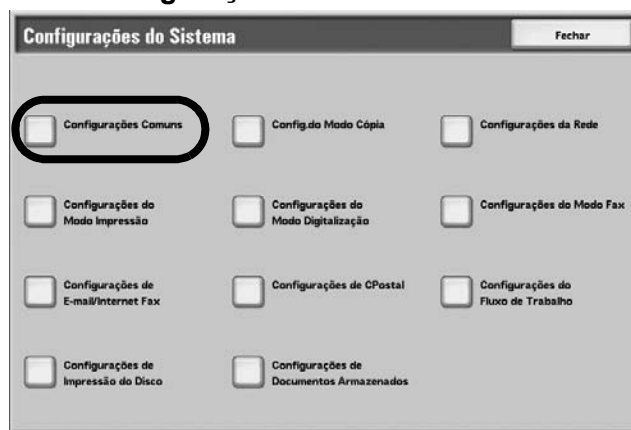 Configurações do Sistema
Fechar
Configurações Comuns
Config.do Modo Cópia
Configurações da Rede
Configurações do
Modo Impressão
Configurações do
Modo Digitalização
Configurações do Modo Fax
Configurações de
E-mail/Internet Fax
Configurações de CPostal
Configurações do
Fluxo de Trabalho
Configurações de
Impressão do Disco
Configurações de
Documentos Armazenados